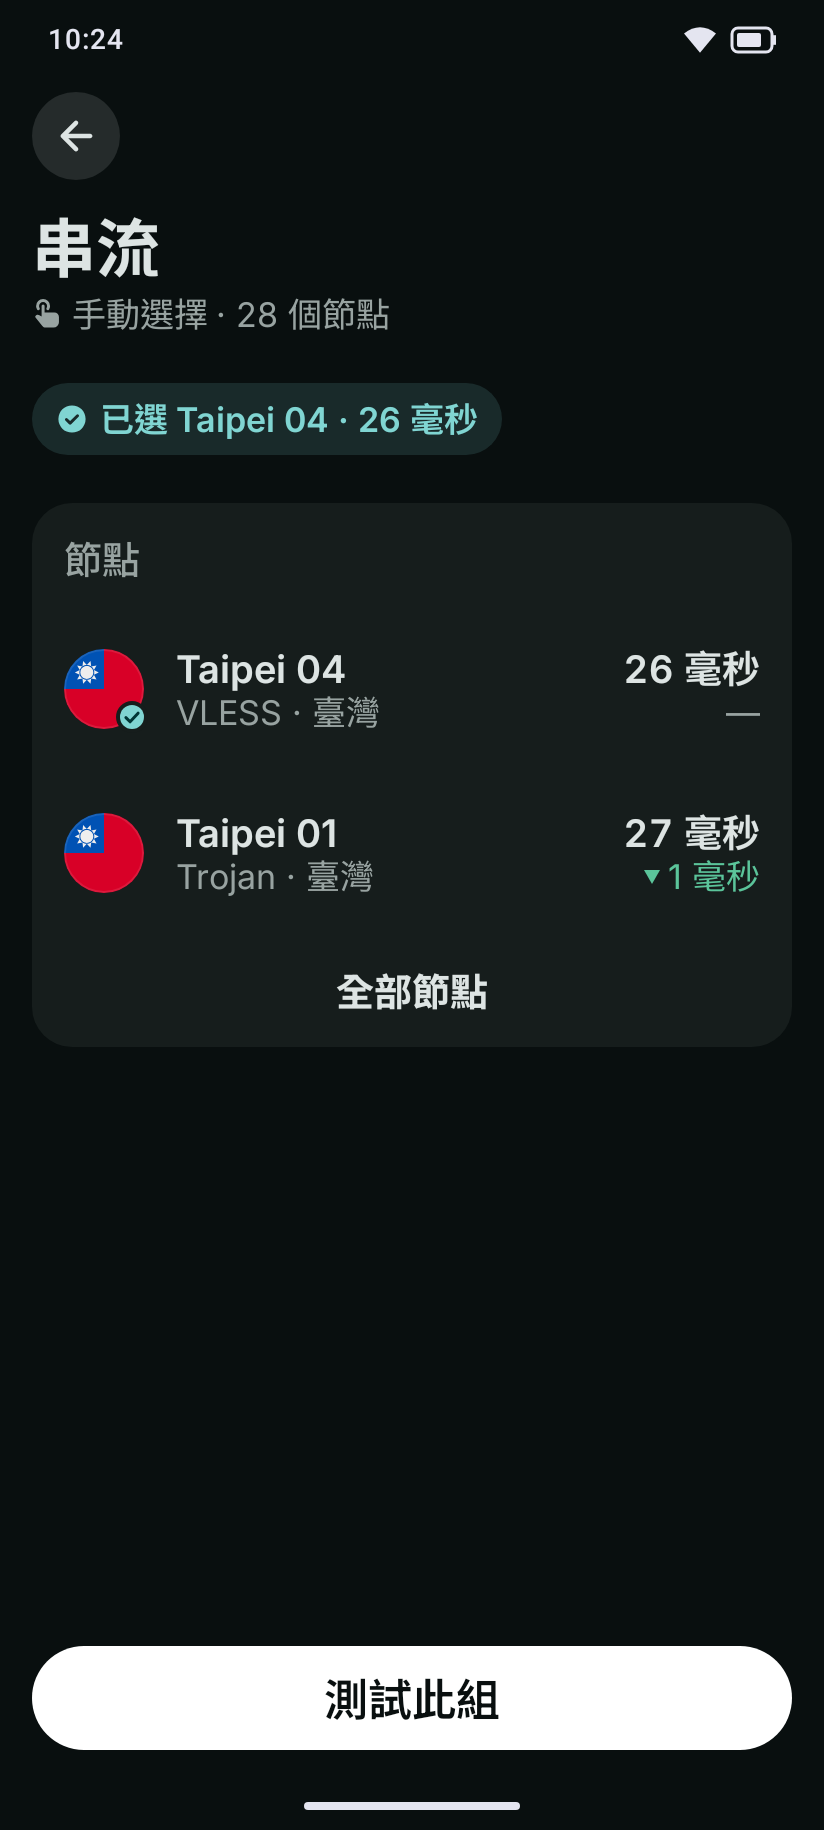 10:24
串流
手動選擇 · 28 個節點
已選 Taipei 04 · 26 毫秒
節點
Taipei 04
26 毫秒
VLESS · 臺灣
—
Taipei 01
27 毫秒
Trojan · 臺灣
▼1 毫秒
全部節點
測試此組